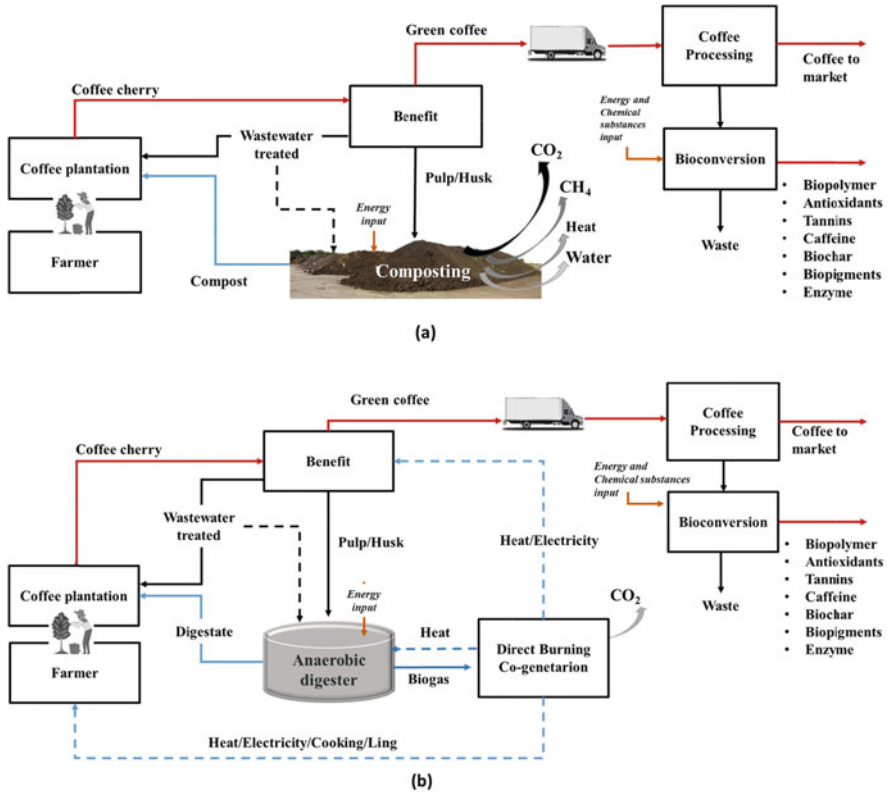 Green coffee
Coffee
Processing
Coffee to
market
Coffee cherry
Benefit
Energy and
Chemical
substances
input
Wastewater
treated
Coffee plantation
CO2
Bioconversion
Pulp/Husk
CH4
• Biopolymer
• Antioxidants
• Tannins
• Caffeine
• Biochar
• Biopigments
• Enzyme
Energy
input
Heat
Waste
Farmer
Composting
Water
Compost
(a)
Green coffee
Coffee
Processing
Coffee to
market
Coffee cherry
Benefit
Energy and
Chemical substances
input
Wastewater
treated
Bioconversion
Pulp/Husk
Heat/Electricity
• Biopolymer
• Antioxidants
• Tannins
• Caffeine
• Biochar
• Biopigments
• Enzyme
Coffee plantation
Energy
input
CO2
Waste
Digestate
Heat
Farmer
Anaerobic
digester
Direct Burning
Co-genetarion
Biogas
Heat/Electricity/Cooking/Ling
(b)